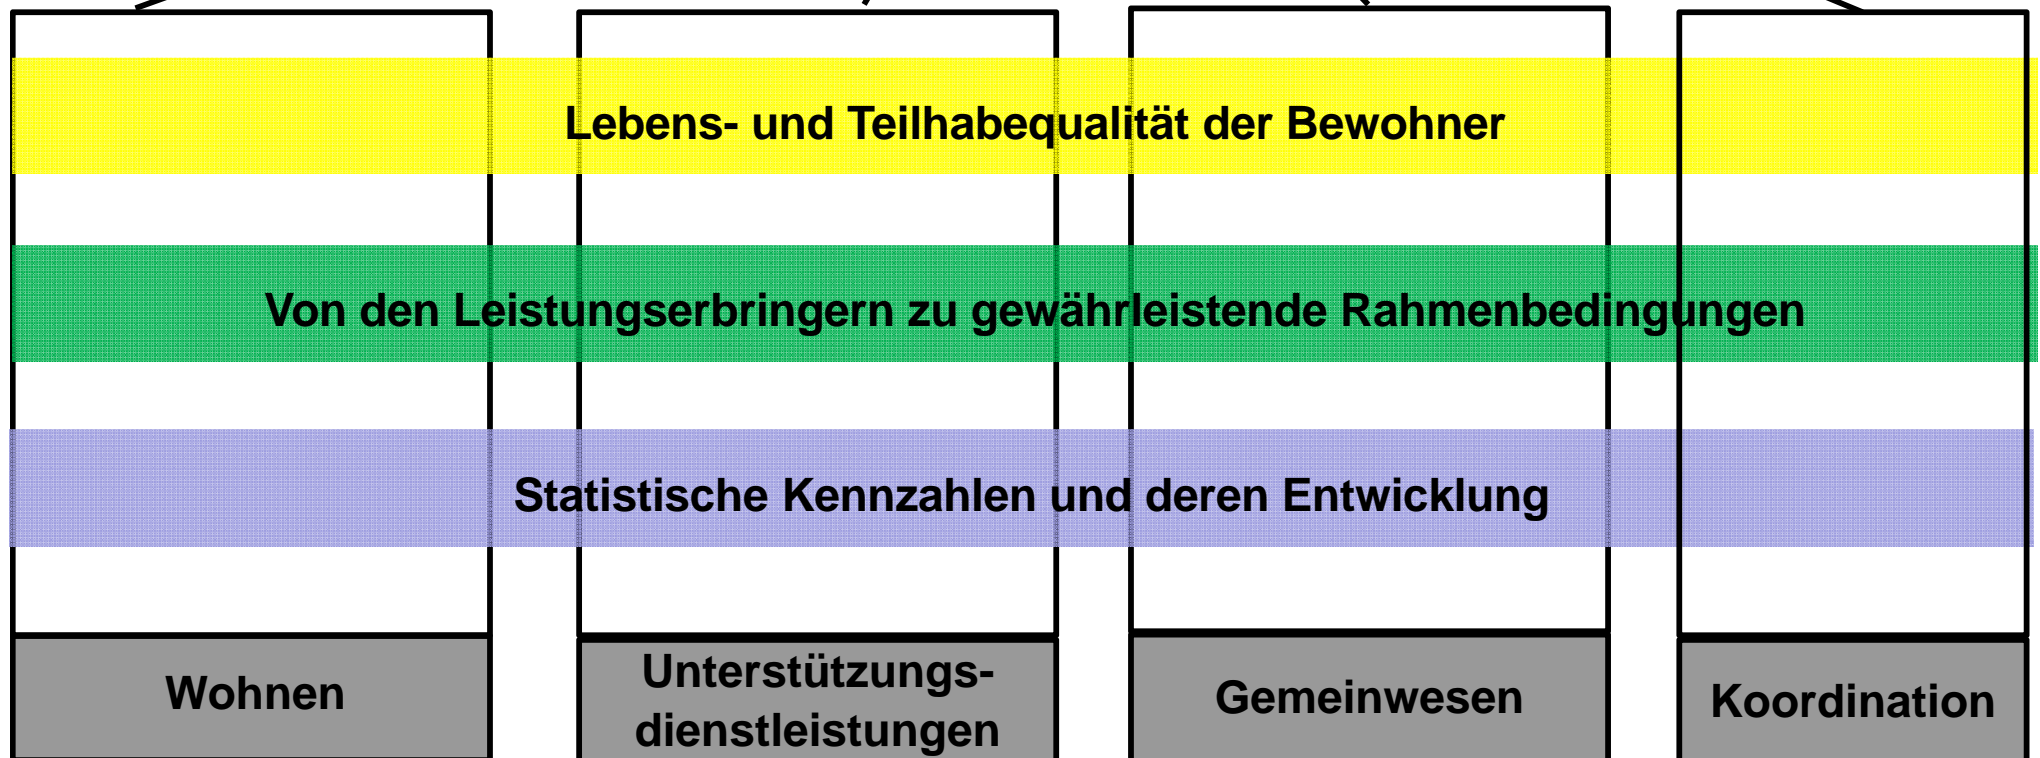 Lebens- und Teilhabequalität der Bewohner
Von den Leistungserbringern zu gewährleistende Rahmenbedingungen
Statistische Kennzahlen und deren Entwicklung
Wohnen
Unterstützungs-
dienstleistungen
Gemeinwesen
Koordination